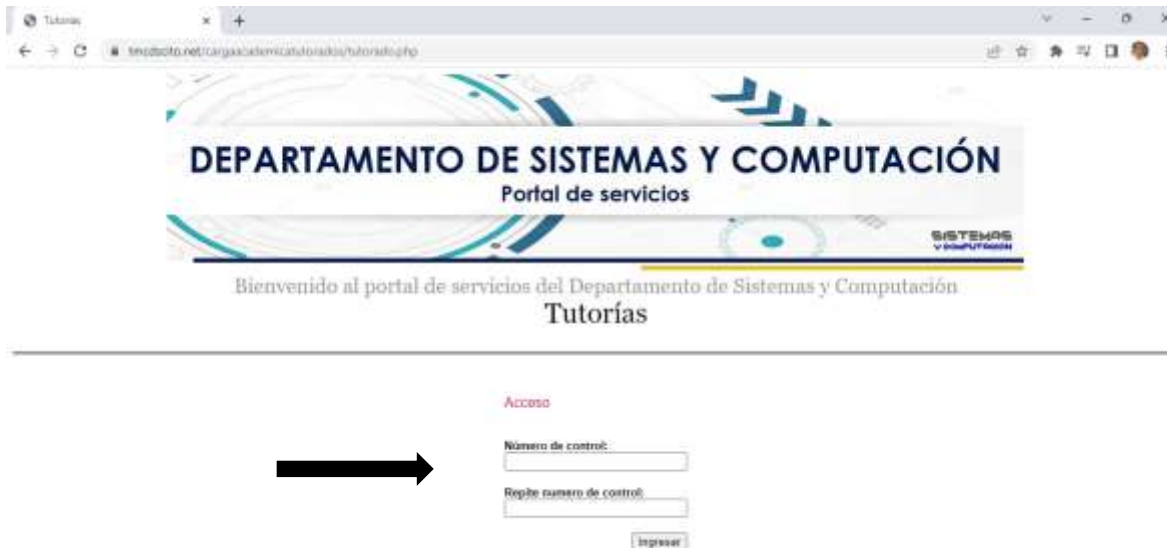 Tutorías
DEPARTAMENTO DE SISTEMAS Y COMPUTACIÓN
Portal de servicios
SISTEMAS
Y COMPUTACIÓN
Bienvenido al portal de servicios del Departamento de Sistemas y Computación
Tutorías
Acceso
Número de control:
Repite numero de control:
Ingresar